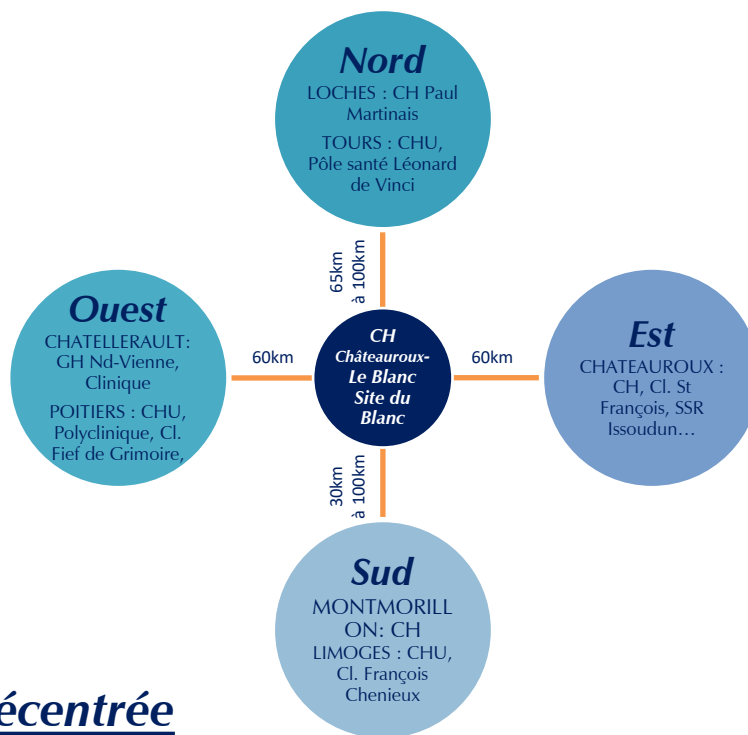 Nord
LOCHES : CH Paul
Martinais
TOURS : CHU,
Pôle santé Léonard
de Vinci
65km
à 100km
Ouest
CHATELLERAULT:
GH Nd-Vienne,
Clinique
POITIERS : CHU,
Polyclinique, Cl.
Fief de Grimoire,
60km
CH
Châteauroux-
Le Blanc
Site du
Blanc
60km
Est
CHATEAUROUX :
CH, Cl. St
François, SSR
Issoudun…
30km
à 100km
Sud
MONTMORILL
ON: CH
LIMOGES : CHU,
Cl. François
Chenieux
écentrée